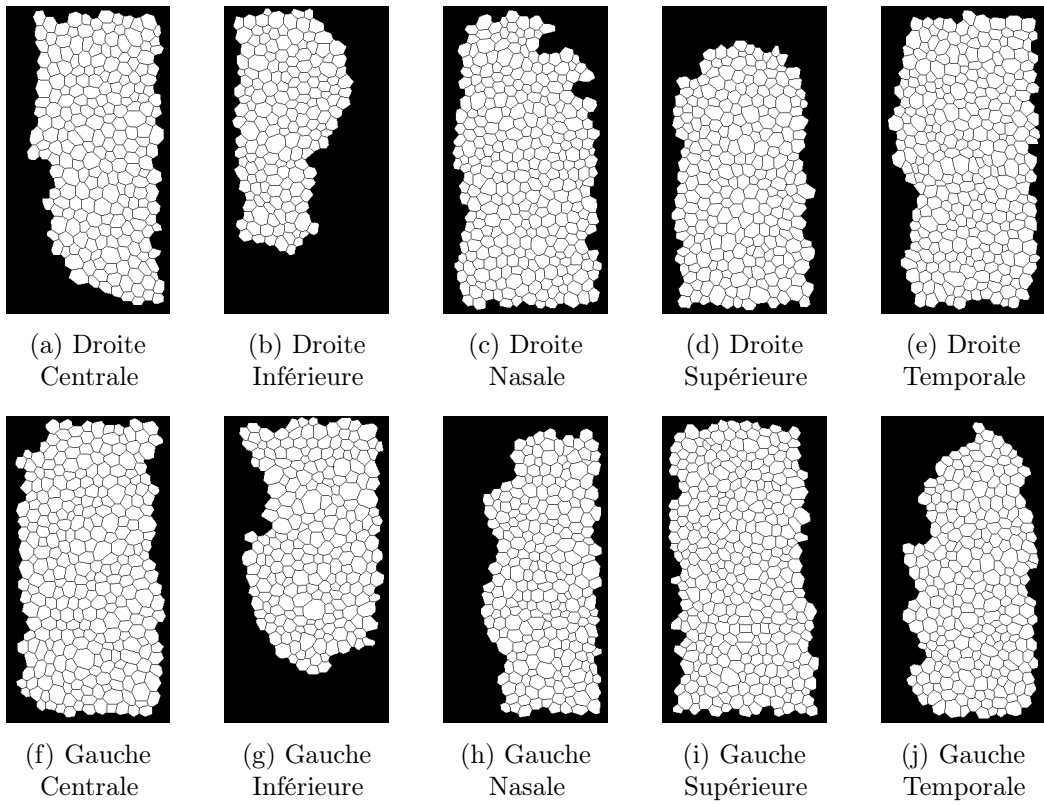 (a) Droite
Centrale
(b) Droite
Inférieure
(c) Droite
Nasale
(d) Droite
Supérieure
(e) Droite
Temporale
(f) Gauche
Centrale
(g) Gauche
Inférieure
(h) Gauche
Nasale
(i) Gauche
Supérieure
(j) Gauche
Temporale